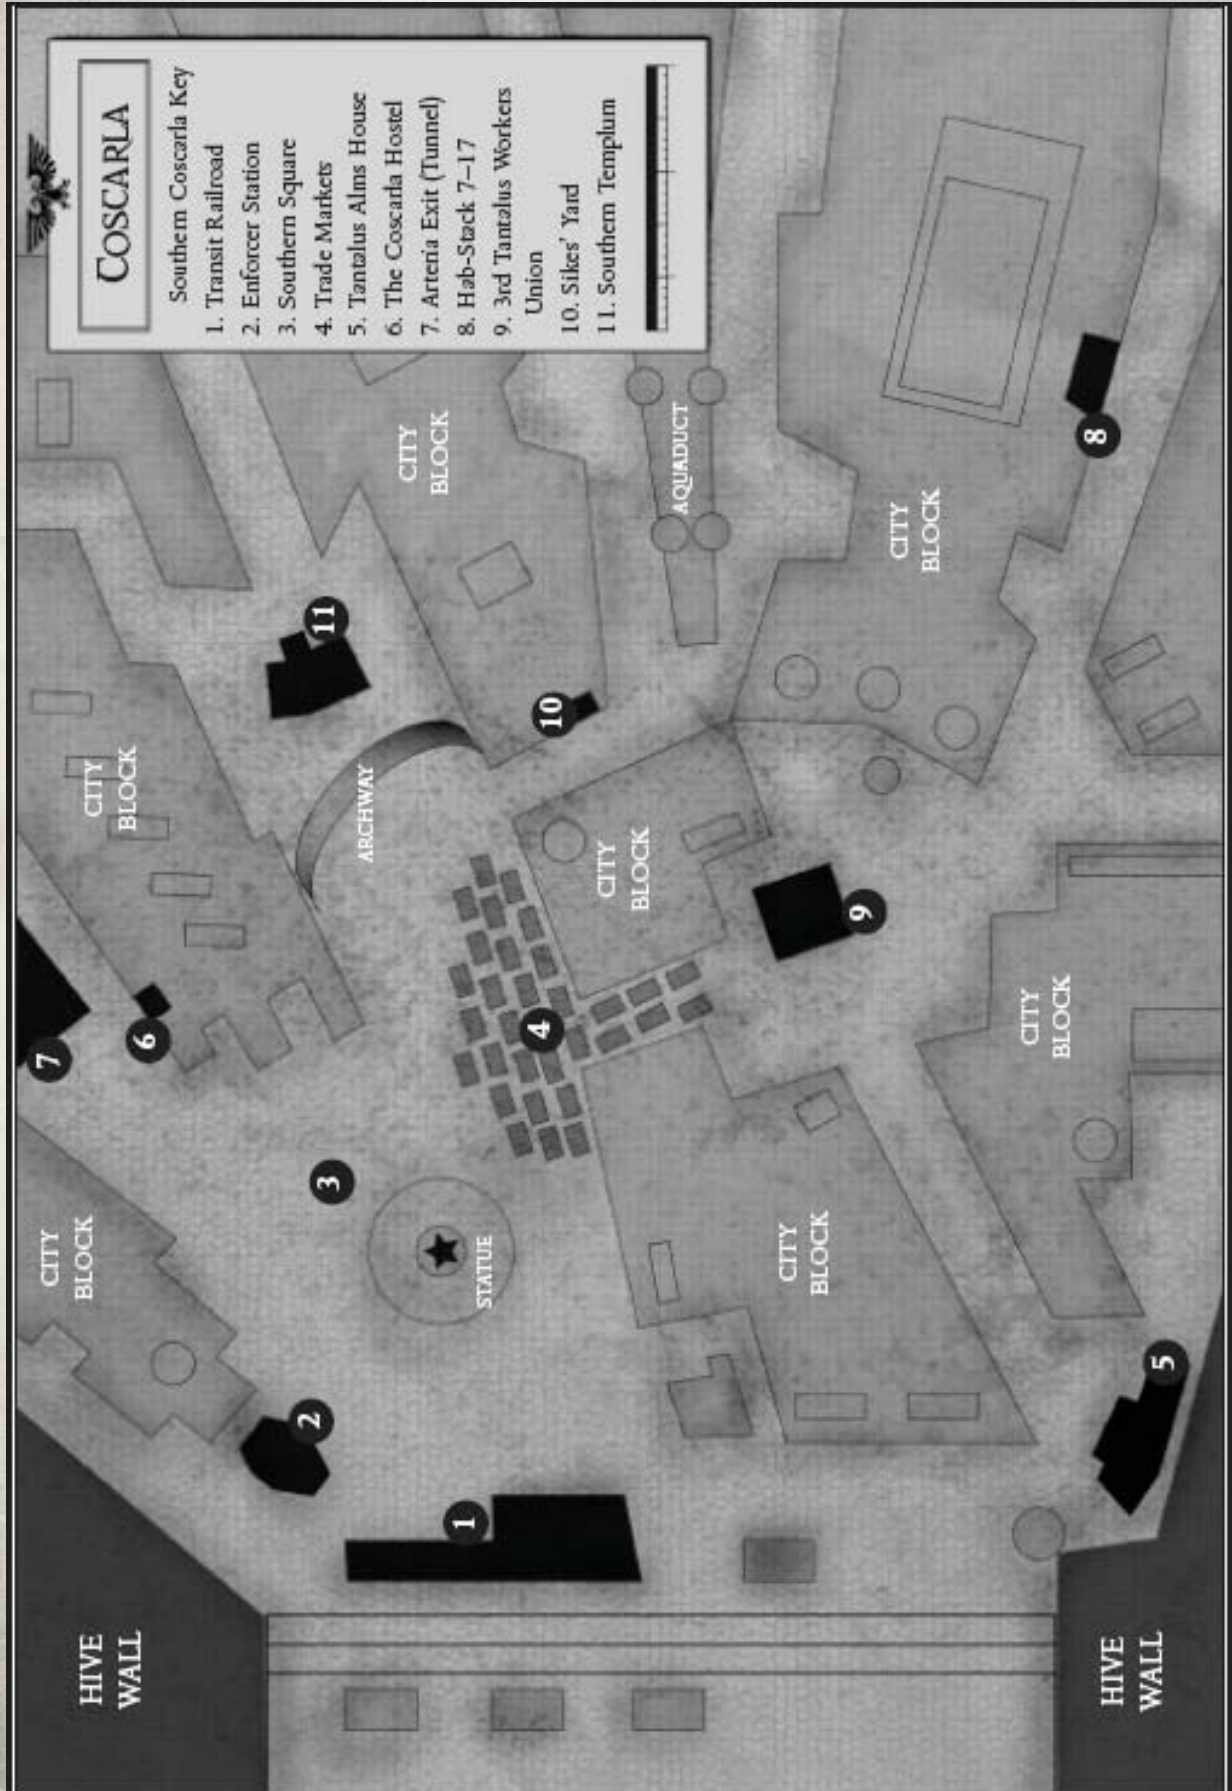 COSCARLA
Southern Coscarla Key
1. Transit Railroad
2. Enforcer Station
3. Southern Square
4. Trade Markets
5. Tantalus Alms House
6. The Coscarla Hostel
7. Arteria Exit (Tunnel)
8. Hab-Stack 7–17
9. 3rd Tantalus Workers
Union
10. Sikes' Yard
11. Southern Templum
HIVE
WALL
CITY
BLOCK
CITY
BLOCK
7
6
2
3
11
ARCHWAY
CITY
BLOCK
1
STATUE
4
10
CITY
BLOCK
AQUADUCT
CITY
BLOCK
9
CITY
BLOCK
CITY
BLOCK
8
5
HIVE
WALL